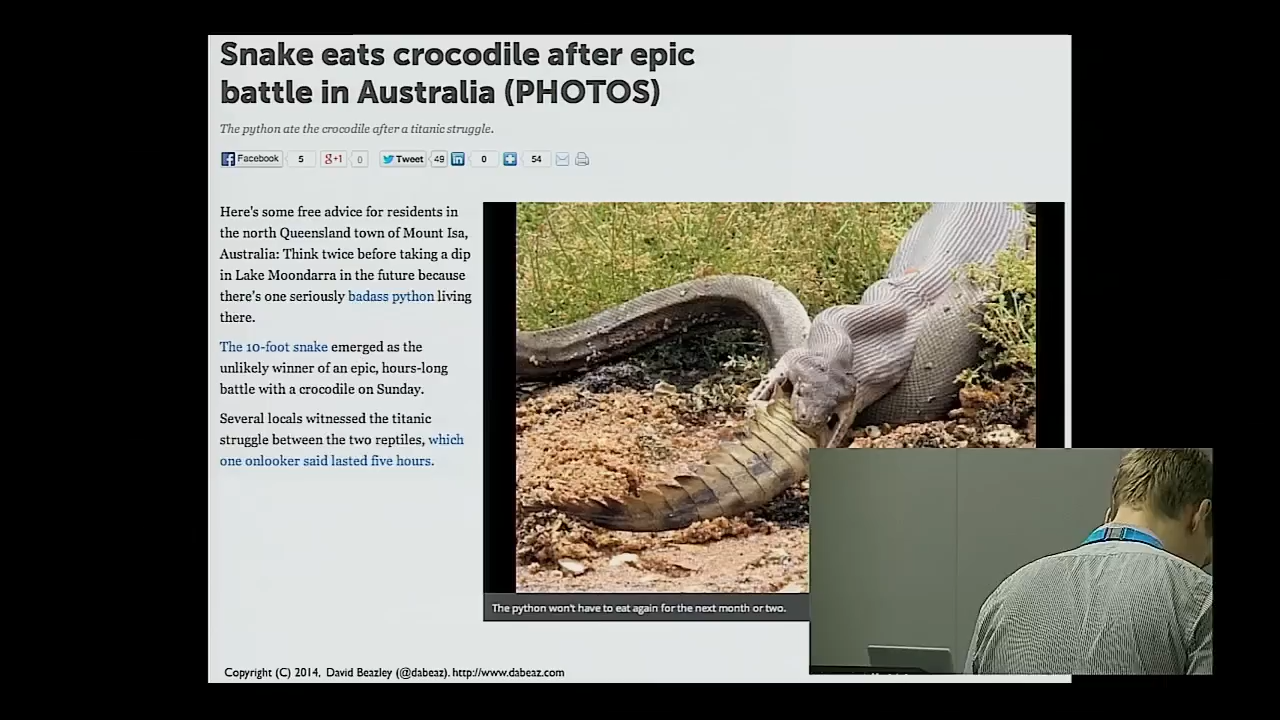 Snake eats crocodile after epic
battle in Australia (PHOTOS)
The python ate the crocodile after a titanic struggle.
Facebook 5 g+1 0 Tweet 49 in 0 54
Here's some free advice for residents in
the north Queensland town of Mount Isa,
Australia: Think twice before taking a dip
in Lake Moondarra in the future because
there's one seriously badass python living
there.
The 10-foot snake emerged as the
unlikely winner of an epic, hours-long
battle with a crocodile on Sunday.
Several locals witnessed the titanic
struggle between the two reptiles, which
one onlooker said lasted five hours.
The python won't have to eat again for the next month or two.
Copyright (C) 2014, David Beazley (@dabeaz). http://www.dabeaz.com